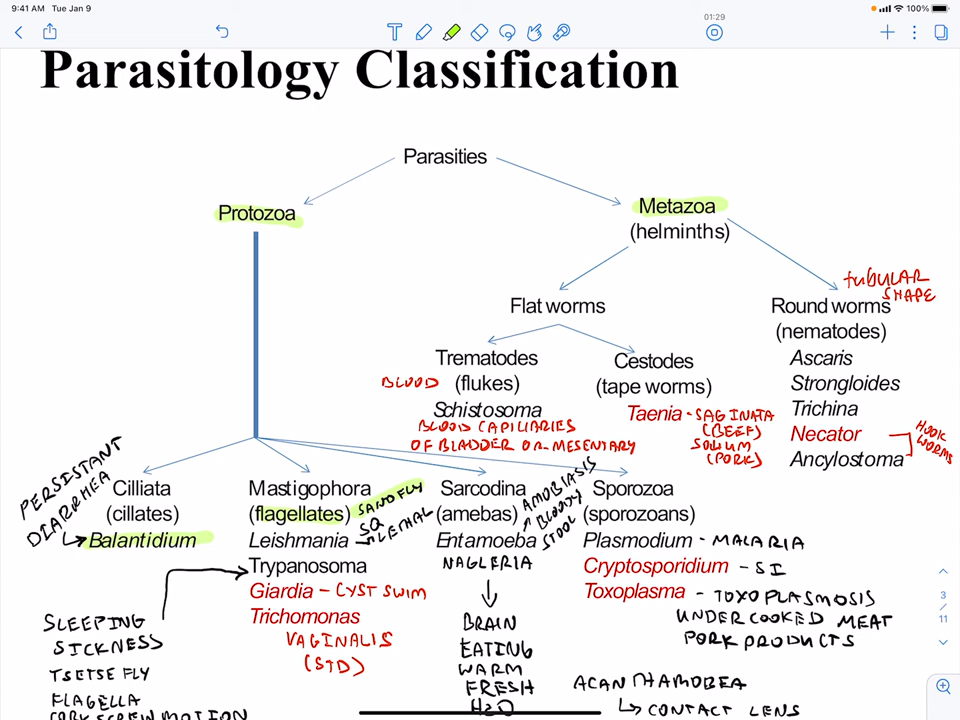 9:41 AM Tue Jan 9
100%
01:29
Parasitology Classification
Parasities
Protozoa
Metazoa
(helminths)
Flat worms
TUBULAR
SHAPE
Round worms
(nematodes)
Ascaris
Strongloides
Trichina
Necator
Ancylostoma
HOOK
WORMS
Trematodes
BLOOD (flukes)
Schistosoma
BLOOD CAPILIARIES
OF BLADDER OR MESENTARY
Cestodes
(tape worms)
Taenia - SAGINATA
(BEEF)
SOLIUM
(PORK)
PERSISTANT
DIARRHEA
Cilliata
(cillates)
Balantidium
Mastigophora
(flagellates) SANDFLY
Leishmania
SQ
LETHAL
Trypanosoma
Giardia - CYST SWIM
Trichomonas
VAGINALIS
(STD)
SLEEPING
SICKNESS
TSETSE FLY
FLAGELLA
CORKSCREW MOTION
Sarcodina
(amebas)
Entamoeba
AMOBIASIS
BLOODY
STOOL
NAGLERIA
BRAIN
EATING
WARM
FRESH
H2O
Sporozoa
(sporozoans)
Plasmodium - MALARIA
Cryptosporidium - SI
Toxoplasma - TOXOPLASMOSIS
UNDERCOOKED MEAT
PORK PRODUCTS
ACANTHAMOBEA
CONTACT LENS
3
/
11